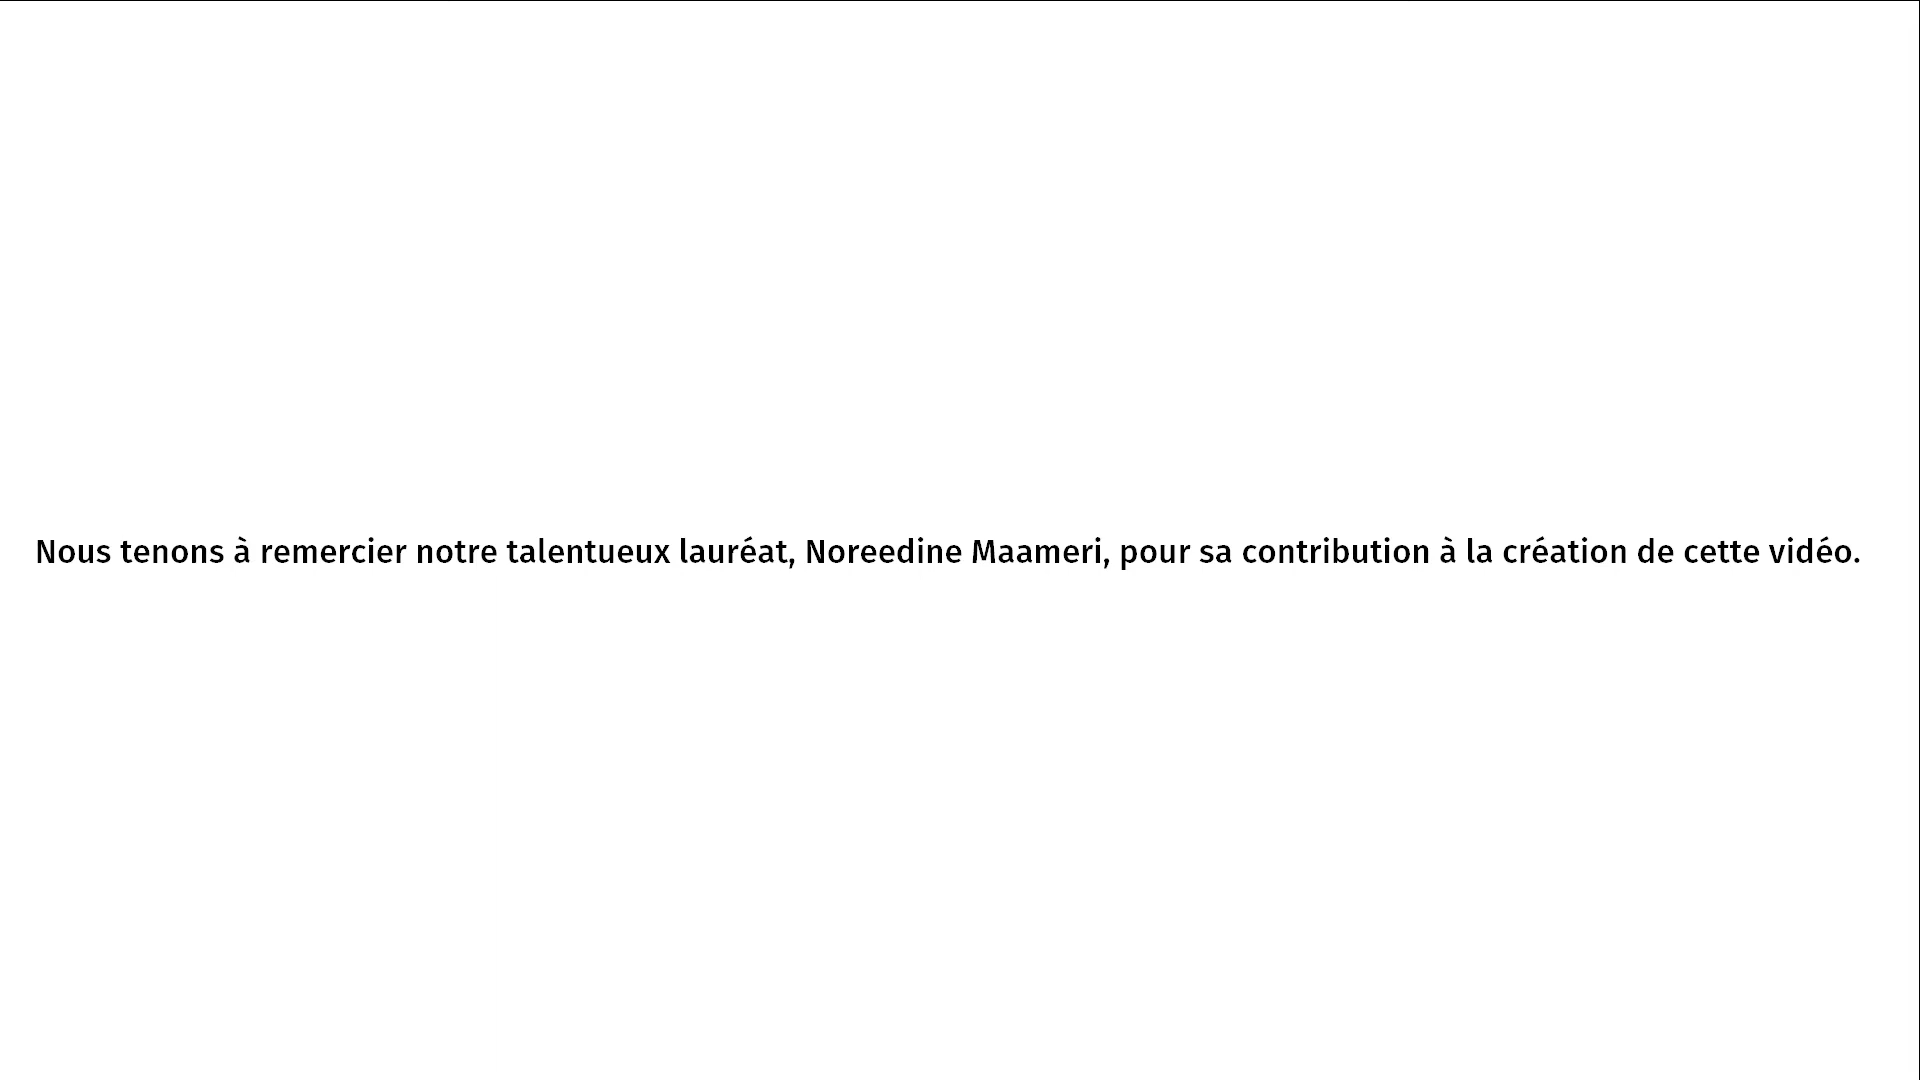 Nous tenons à remercier notre talentueux lauréat, Noreedine Maameri, pour sa contribution à la création de cette vidéo.